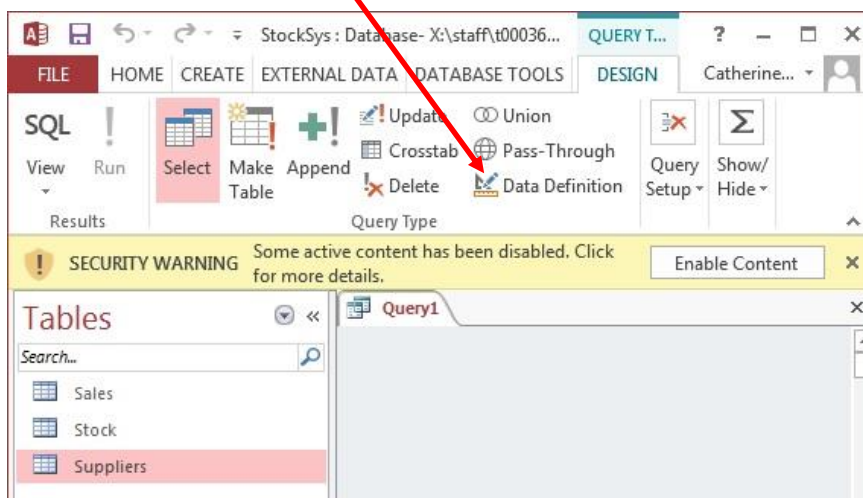 StockSys : Database- X:\staff\t00036... QUERY T... ?
FILE HOME CREATE EXTERNAL DATA DATABASE TOOLS DESIGN Catherine...
SQL
View Run Select Make Table Append Update Union
Crosstab Pass-Through
Delete Data Definition
Query Setup Show/ Hide
Results Query Type
SECURITY WARNING Some active content has been disabled. Click for more details. Enable Content
Tables Query1
Search...
Sales
Stock
Suppliers